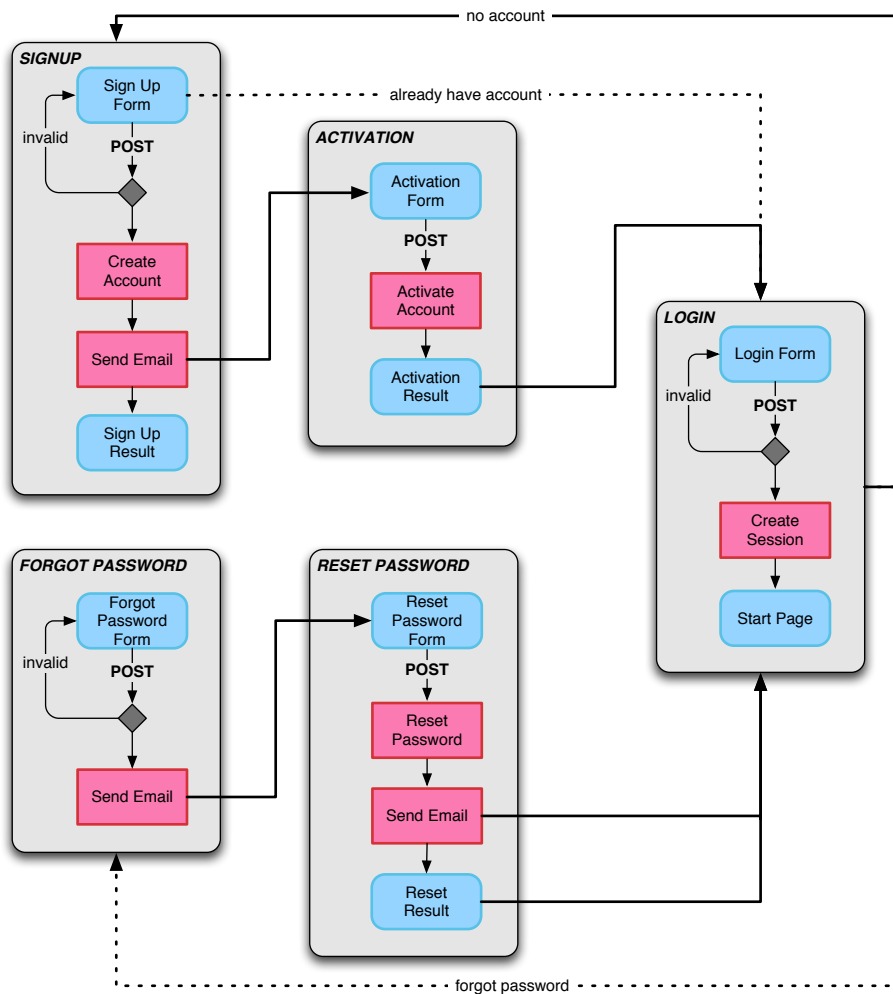 no account
SIGNUP
Sign Up
Form
already have account
invalid
POST
Create
Account
Send Email
Sign Up
Result
ACTIVATION
Activation
Form
POST
Activate
Account
Activation
Result
LOGIN
Login Form
invalid
POST
Create
Session
Start Page
FORGOT PASSWORD
Forgot
Password
Form
invalid
POST
Send Email
RESET PASSWORD
Reset
Password
Form
POST
Reset
Password
Send Email
Reset
Result
forgot password